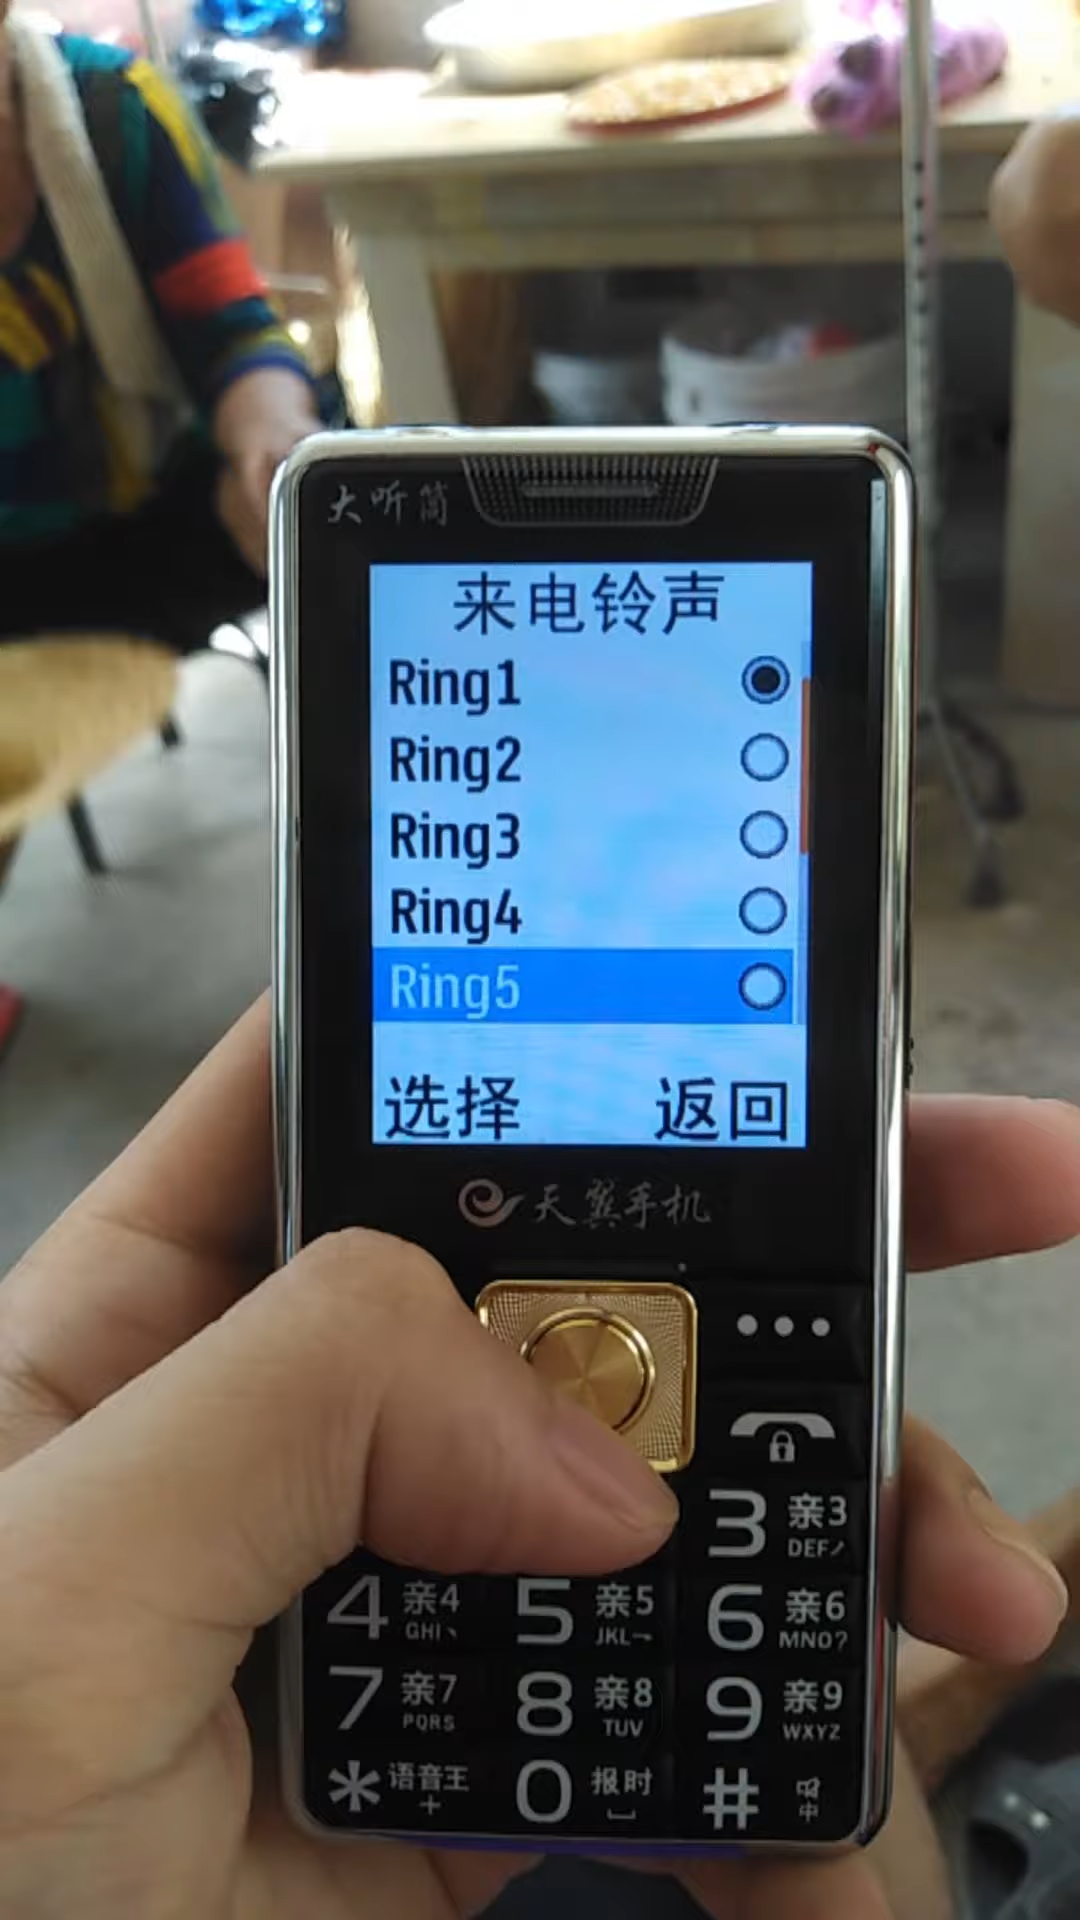 大听筒
来电铃声
Ring1
Ring2
Ring3
Ring4
Ring5
选择 返回
天翼手机
3 亲3 DEF
4 亲4 GHI
5 亲5 JKL
6 亲6 MNO?
7 亲7 PQRS
8 亲8 TUV
9 亲9 WXYZ
* 语音王 +
0 报时
# 中